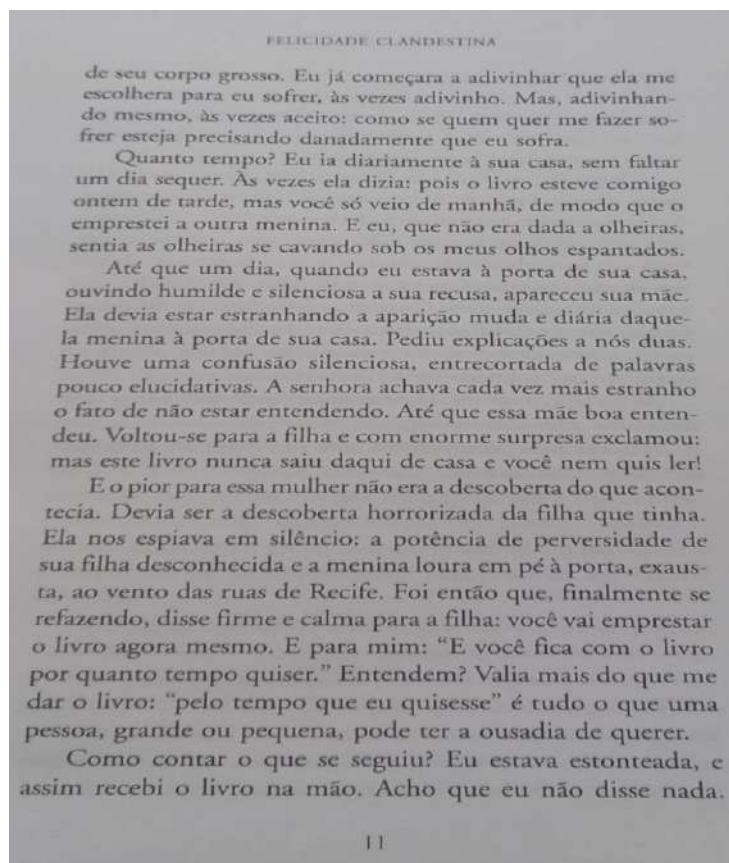 FELICIDADE CLANDESTINA
de seu corpo grosso. Eu já começara a adivinhar que ela me
escolhera para eu sofrer, às vezes adivinho. Mas, adivinhan-
do mesmo, às vezes aceito: como se quem quer me fazer so-
frer esteja precisando danadamente que eu sofra.
Quanto tempo? Eu ia diariamente à sua casa, sem faltar
um dia sequer. Às vezes ela dizia: pois o livro esteve comigo
ontem de tarde, mas você só veio de manhã, de modo que o
emprestei a outra menina. E eu, que não era dada a olheiras,
sentia as olheiras se cavando sob os meus olhos espantados.
Até que um dia, quando eu estava à porta de sua casa,
ouvindo humilde e silenciosa a sua recusa, apareceu sua mãe.
Ela devia estar estranhando a aparição muda e diária daque-
la menina à porta de sua casa. Pediu explicações a nós duas.
Houve uma confusão silenciosa, entrecortada de palavras
pouco elucidativas. A senhora achava cada vez mais estranho
o fato de não estar entendendo. Até que essa mãe boa enten-
deu. Voltou-se para a filha e com enorme surpresa exclamou:
mas este livro nunca saiu daqui de casa e você nem quis ler!
E o pior para essa mulher não era a descoberta do que acon-
tecia. Devia ser a descoberta horrorizada da filha que tinha.
Ela nos espiava em silêncio: a potência de perversidade de
sua filha desconhecida e a menina loura em pé à porta, exaus-
ta, ao vento das ruas de Recife. Foi então que, finalmente se
refazendo, disse firme e calma para a filha: você vai emprestar
o livro agora mesmo. E para mim: “E você fica com o livro
por quanto tempo quiser.” Entendem? Valia mais do que me
dar o livro: “pelo tempo que eu quisesse” é tudo o que uma
pessoa, grande ou pequena, pode ter a ousadia de querer.
Como contar o que se seguiu? Eu estava estonteada, e
assim recebi o livro na mão. Acho que eu não disse nada.
11